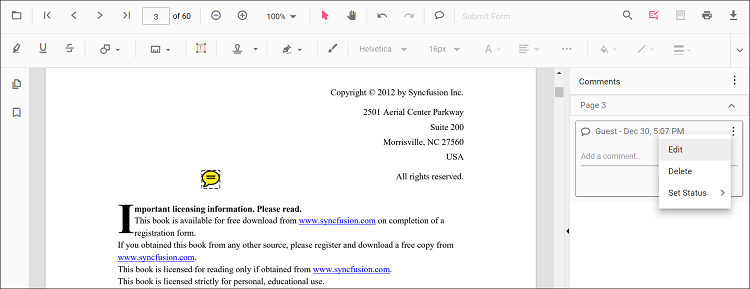 3 of 60 100% Submit Form
Helvetica 16px
Copyright © 2012 by Syncfusion Inc.
2501 Aerial Center Parkway
Suite 200
Morrisville, NC 27560
USA
All rights reserved.
Important licensing information. Please read.
This book is available for free download from www.syncfusion.com on completion of a
registration form.
If you obtained this book from any other source, please register and download a free copy from
www.syncfusion.com.
This book is licensed for reading only if obtained from www.syncfusion.com.
This book is licensed strictly for personal, educational use.
Comments
Page 3
Guest - Dec 30, 5:07 PM
Add a comment..
Edit
Delete
Set Status